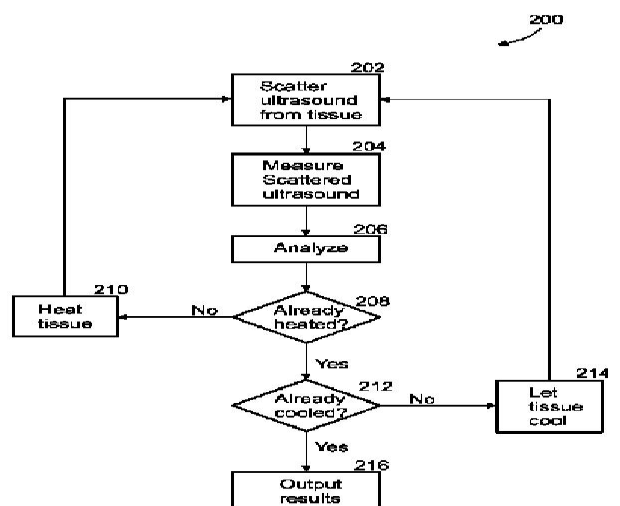 200
202
Scatter
ultrasound
from tissue
204
Measure
Scattered
ultrasound
206
Analyze
208
Already
heated?
No
210
Heat
tissue
Yes
212
Already
cooled?
No
214
Let
tissue
cool
Yes
216
Output
results